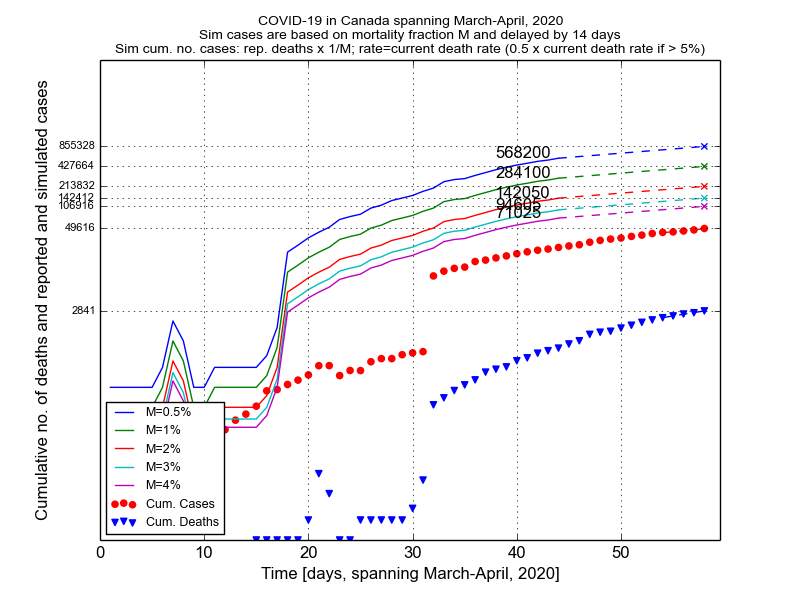 COVID-19 in Canada spanning March-April, 2020
Sim cases are based on mortality fraction M and delayed by 14 days
Sim cum. no. cases: rep. deaths x 1/M; rate=current death rate (0.5 x current death rate if > 5%)
Cumulative no. of deaths and reported and simulated cases
855328
427664
213832
142412
106916
49616
2841
568200
284100
142050
94605
71025
M=0.5%
M=1%
M=2%
M=3%
M=4%
Cum. Cases
Cum. Deaths
0 10 20 30 40 50
Time [days, spanning March-April, 2020]